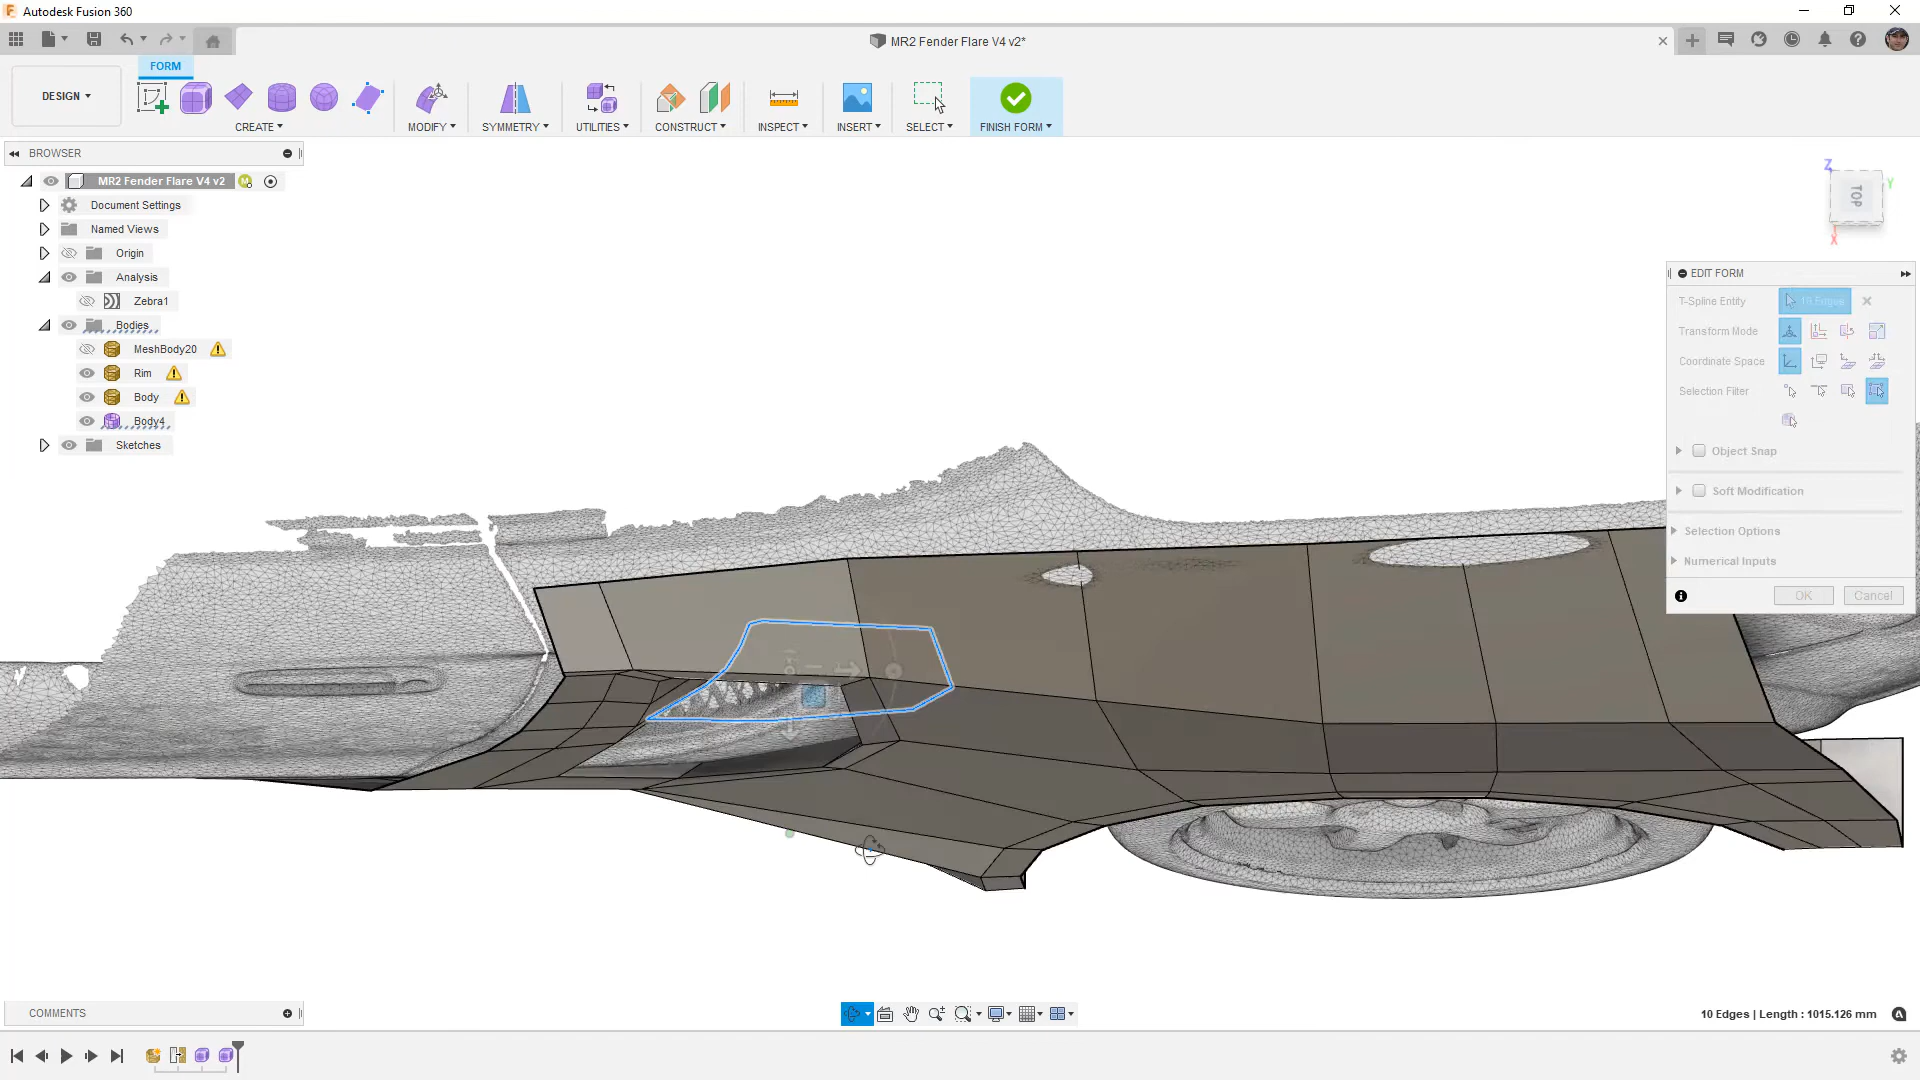 Autodesk Fusion 360
MR2 Fender Flare V4 v2*
FORM
DESIGN
CREATE
MODIFY
SYMMETRY
UTILITIES
CONSTRUCT
INSPECT
INSERT
SELECT
FINISH FORM
BROWSER
MR2 Fender Flare V4 v2
Document Settings
Named Views
Origin
Analysis
Zebra1
Bodies
MeshBody20
Rim
Body
Body4
Sketches
Z
Y
TOP
X
EDIT FORM
T-Spline Entity
10 Edges
Transform Mode
Coordinate Space
Selection Filter
Object Snap
Soft Modification
Selection Options
Numerical Inputs
OK
Cancel
COMMENTS
10 Edges | Length : 1015.126 mm